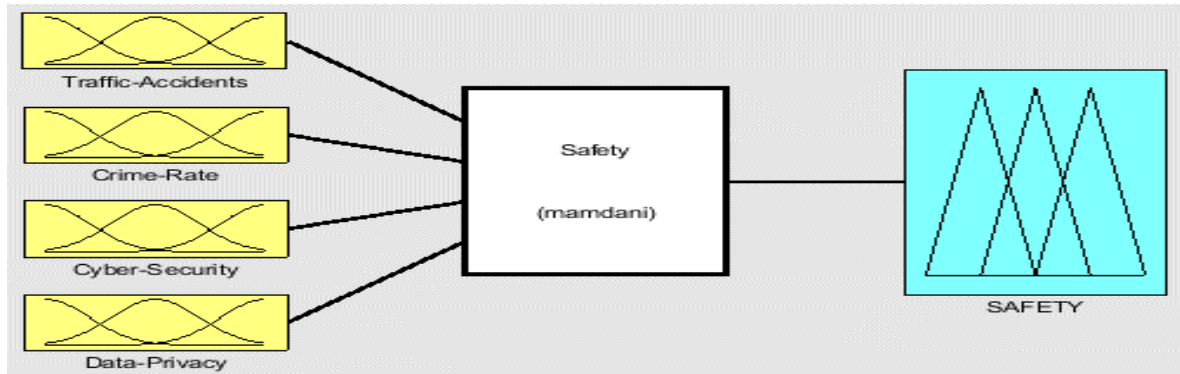 Traffic-Accidents
Crime-Rate
Cyber-Security
Data-Privacy
Safety
(mamdani)
SAFETY